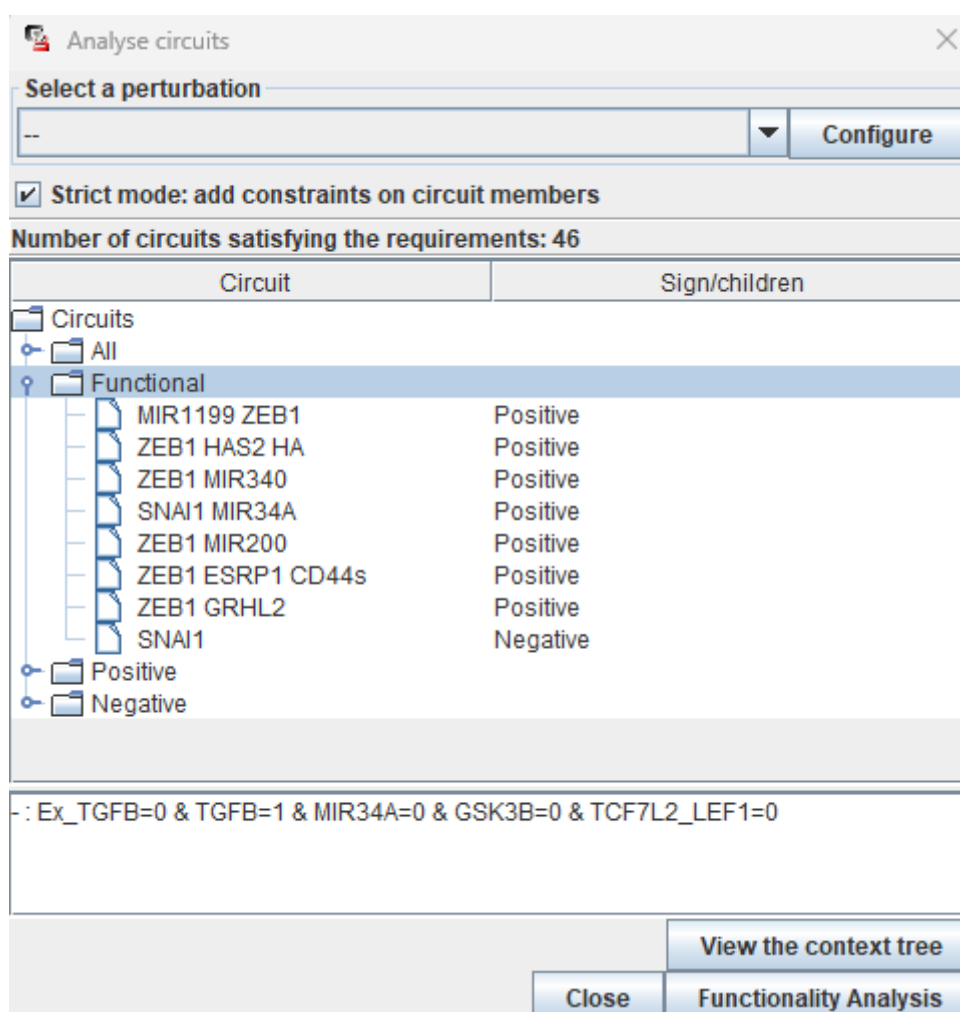 Analyse circuits
Select a perturbation
--
Configure
Strict mode: add constraints on circuit members
Number of circuits satisfying the requirements: 46
Circuit Sign/children
Circuits
All
Functional
MIR1199 ZEB1 Positive
ZEB1 HAS2 HA Positive
ZEB1 MIR340 Positive
SNAI1 MIR34A Positive
ZEB1 MIR200 Positive
ZEB1 ESRP1 CD44s Positive
ZEB1 GRHL2 Positive
SNAI1 Negative
Positive
Negative
- : Ex_TGFB=0 & TGFB=1 & MIR34A=0 & GSK3B=0 & TCF7L2_LEF1=0
View the context tree
Close Functionality Analysis